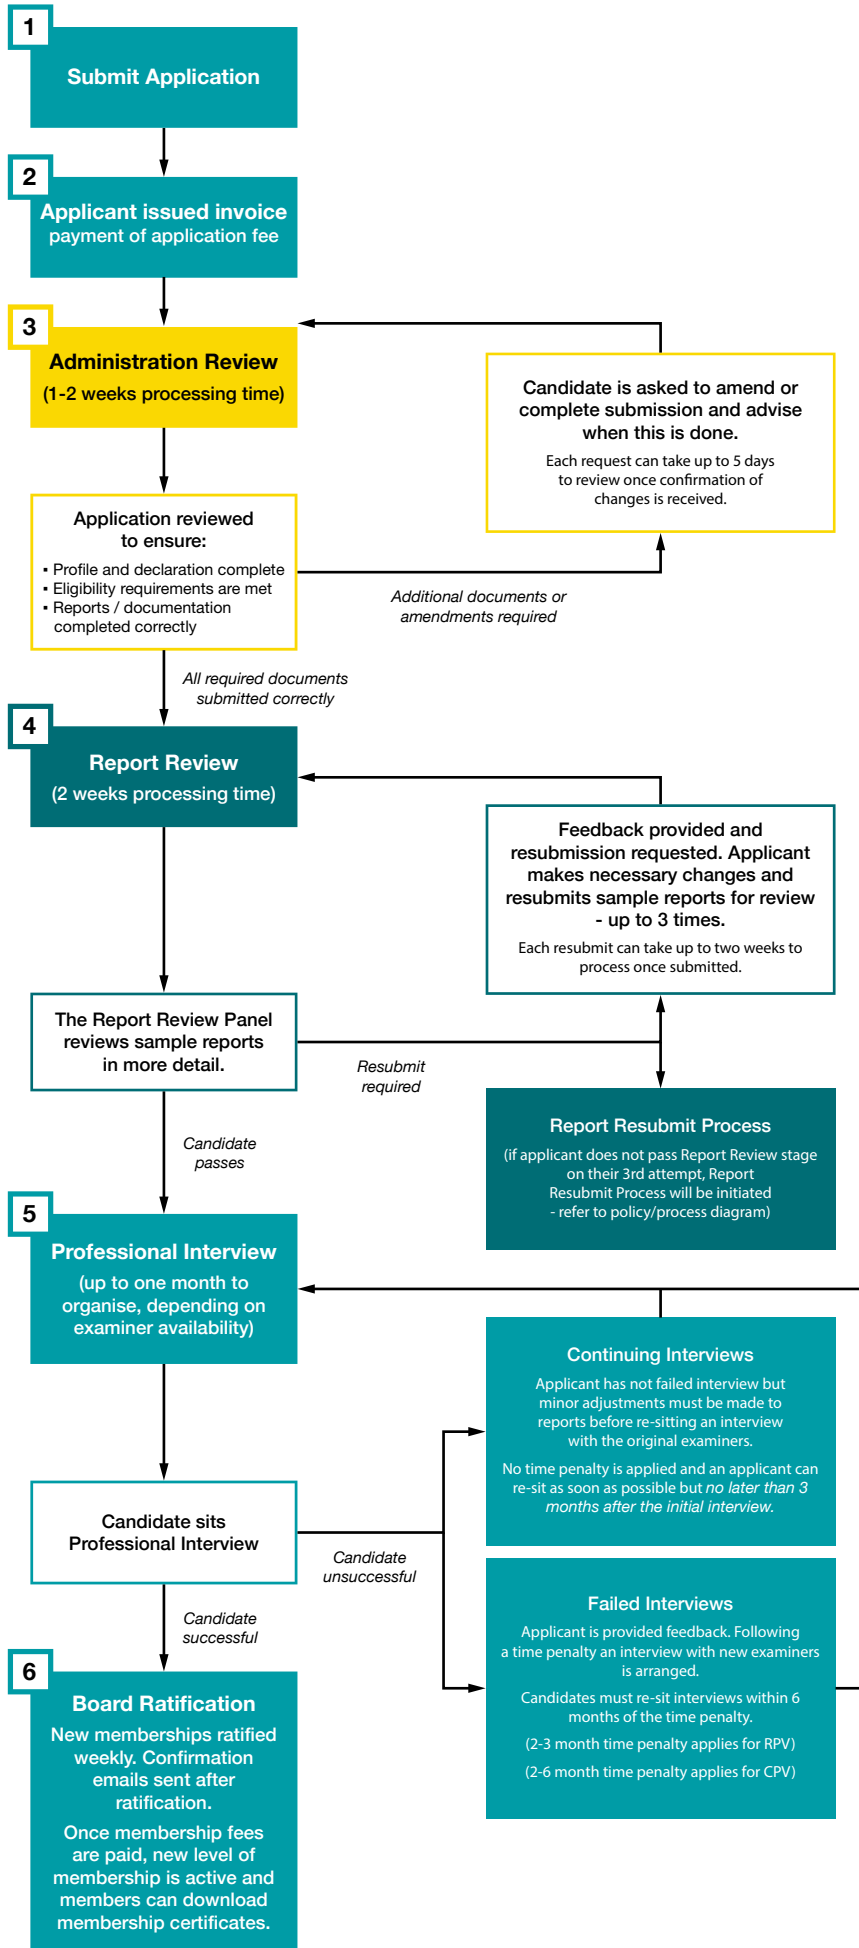 1
Submit Application
2
Applicant issued invoice
payment of application fee
3
Administration Review
(1-2 weeks processing time)
Candidate is asked to amend or
complete submission and advise
when this is done.
Each request can take up to 5 days
to review once confirmation of
changes is received.
Application reviewed
to ensure:
▪ Profile and declaration complete
▪ Eligibility requirements are met
▪ Reports / documentation
completed correctly
Additional documents or
amendments required
All required documents
submitted correctly
4
Report Review
(2 weeks processing time)
Feedback provided and
resubmission requested. Applicant
makes necessary changes and
resubmits sample reports for review
- up to 3 times.
Each resubmit can take up to two weeks to
process once submitted.
The Report Review Panel
reviews sample reports
in more detail.
Resubmit
required
Report Resubmit Process
(if applicant does not pass Report Review stage
on their 3rd attempt, Report
Resubmit Process will be initiated
- refer to policy/process diagram)
Candidate
passes
5
Professional Interview
(up to one month to
organise, depending on
examiner availability)
Continuing Interviews
Applicant has not failed interview but
minor adjustments must be made to
reports before re-sitting an interview
with the original examiners.
No time penalty is applied and an applicant can
re-sit as soon as possible but no later than 3
months after the initial interview.
Candidate sits
Professional Interview
Candidate
unsuccessful
Failed Interviews
Applicant is provided feedback. Following
a time penalty an interview with new examiners
is arranged.
Candidates must re-sit interviews within 6
months of the time penalty.
(2-3 month time penalty applies for RPV)
(2-6 month time penalty applies for CPV)
Candidate
successful
6
Board Ratification
New memberships ratified
weekly. Confirmation
emails sent after
ratification.
Once membership fees
are paid, new level of
membership is active and
members can download
membership certificates.